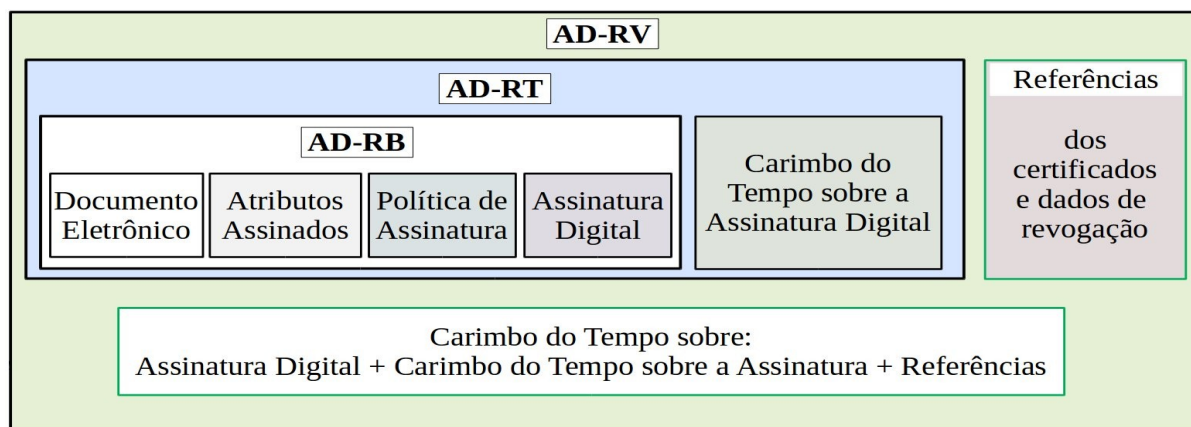 AD-RV
AD-RT
AD-RB
Documento
Eletrônico
Atributos
Assinados
Política de
Assinatura
Assinatura
Digital
Carimbo do
Tempo sobre a
Assinatura Digital
Referências
dos
certificados
e dados de
revogação
Carimbo do Tempo sobre:
Assinatura Digital + Carimbo do Tempo sobre a Assinatura + Referências